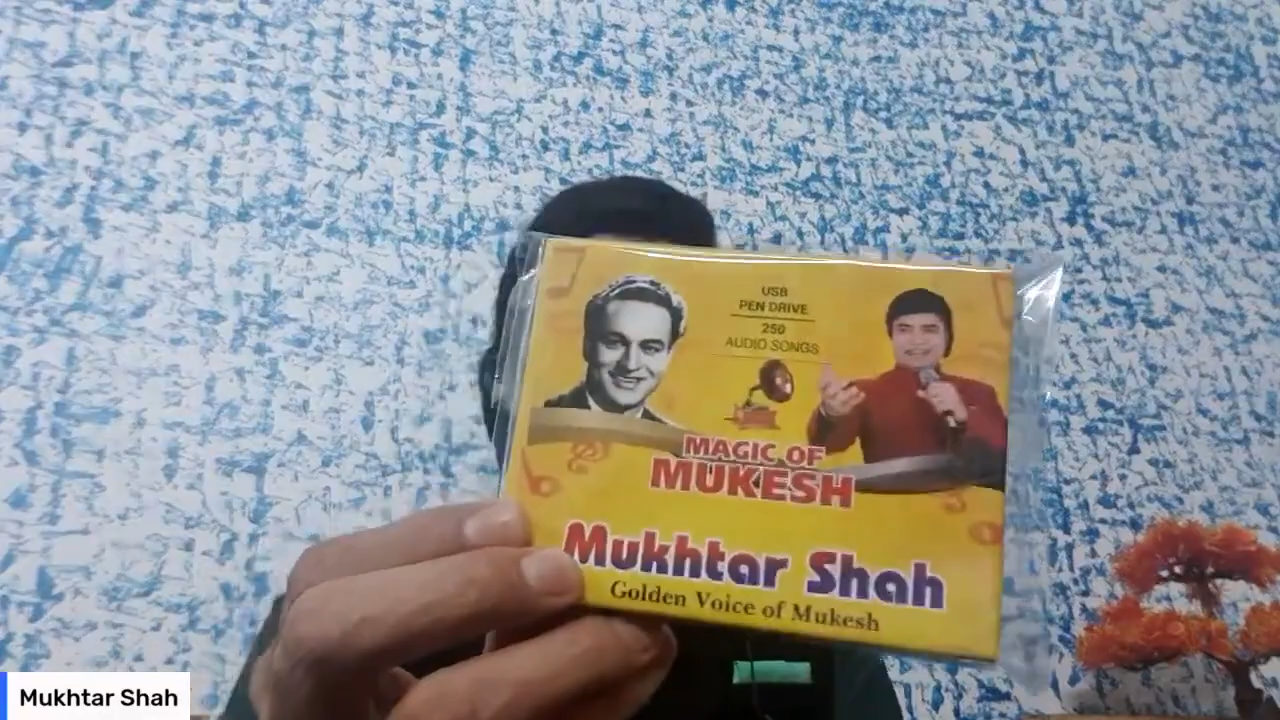 USB
PEN DRIVE
250
AUDIO SONGS
MAGIC OF
MUKESH
Mukhtar Shah
Golden Voice of Mukesh
Mukhtar Shah